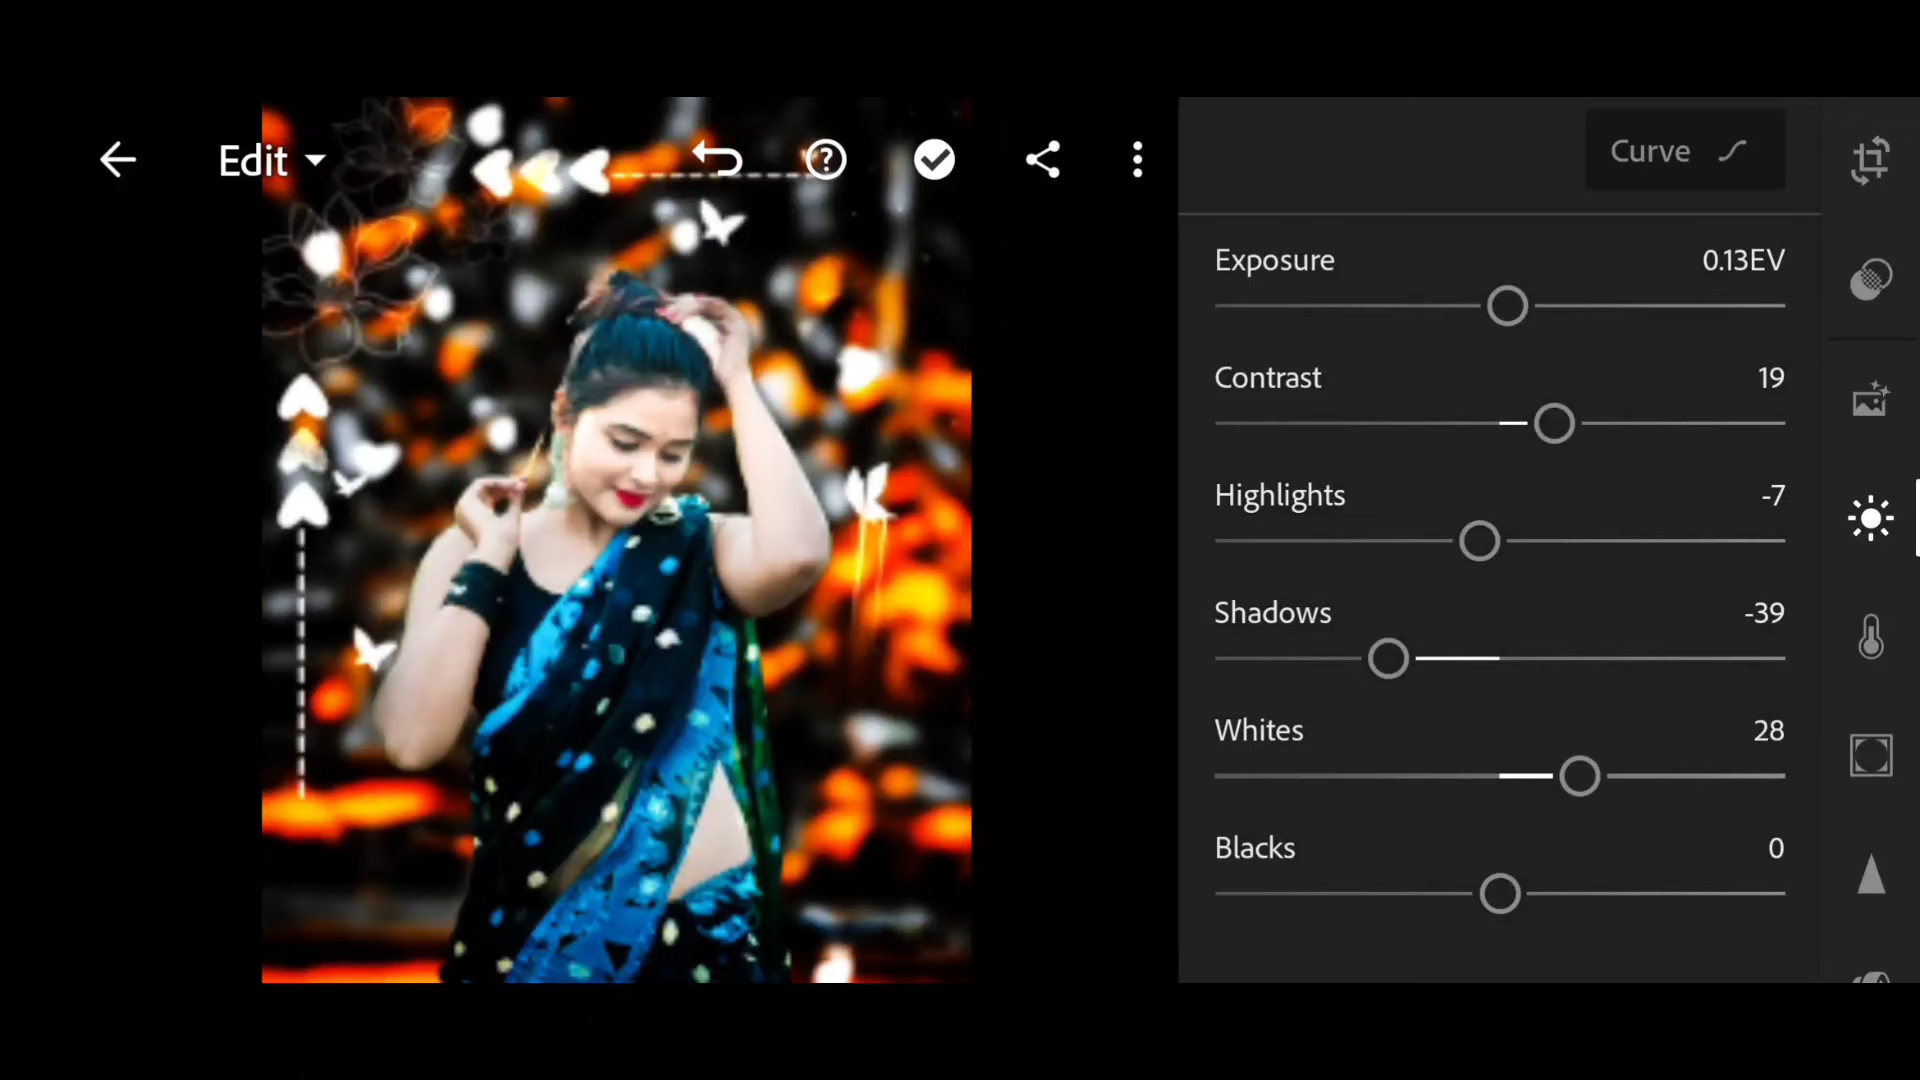 Edit
Curve
Exposure 0.13EV
Contrast 19
Highlights -7
Shadows -39
Whites 28
Blacks 0